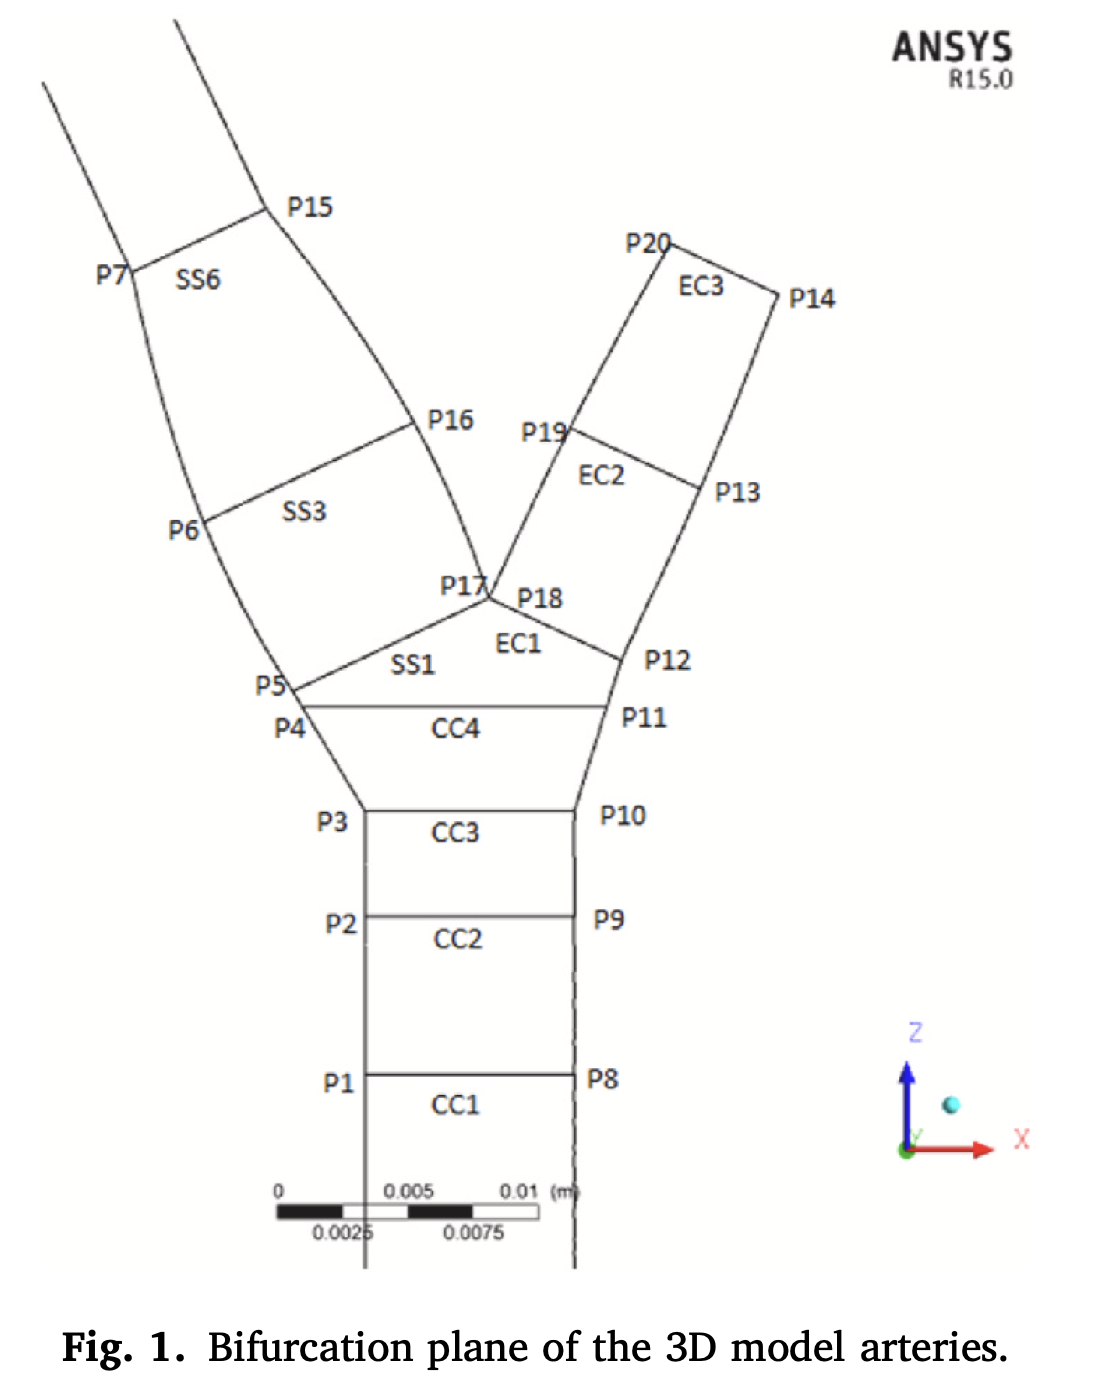 ANSYS
R15.0
P15
P7
SS6
P20
EC3
P14
P16
P19
EC2
P13
SS3
P6
P17
P18
EC1
P12
SS1
P5
P4
CC4
P11
P3
CC3
P10
P2
CC2
P9
P1
CC1
P8
Z
Y
X
0 0.005 0.01 (m)
0.0025 0.0075
Fig. 1. Bifurcation plane of the 3D model arteries.